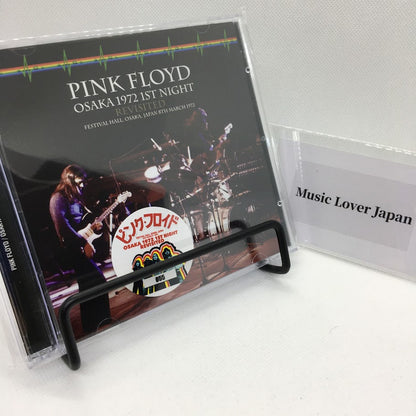 PINK FLOYD
OSAKA 1972 1ST NIGHT
REVISITED
FESTIVAL HALL, OSAKA, JAPAN 8TH MARCH 1972
ピンク・フロイド
OSAKA 1972 1ST NIGHT
REVISITED
PINK FLOYD
Music Lover Japan